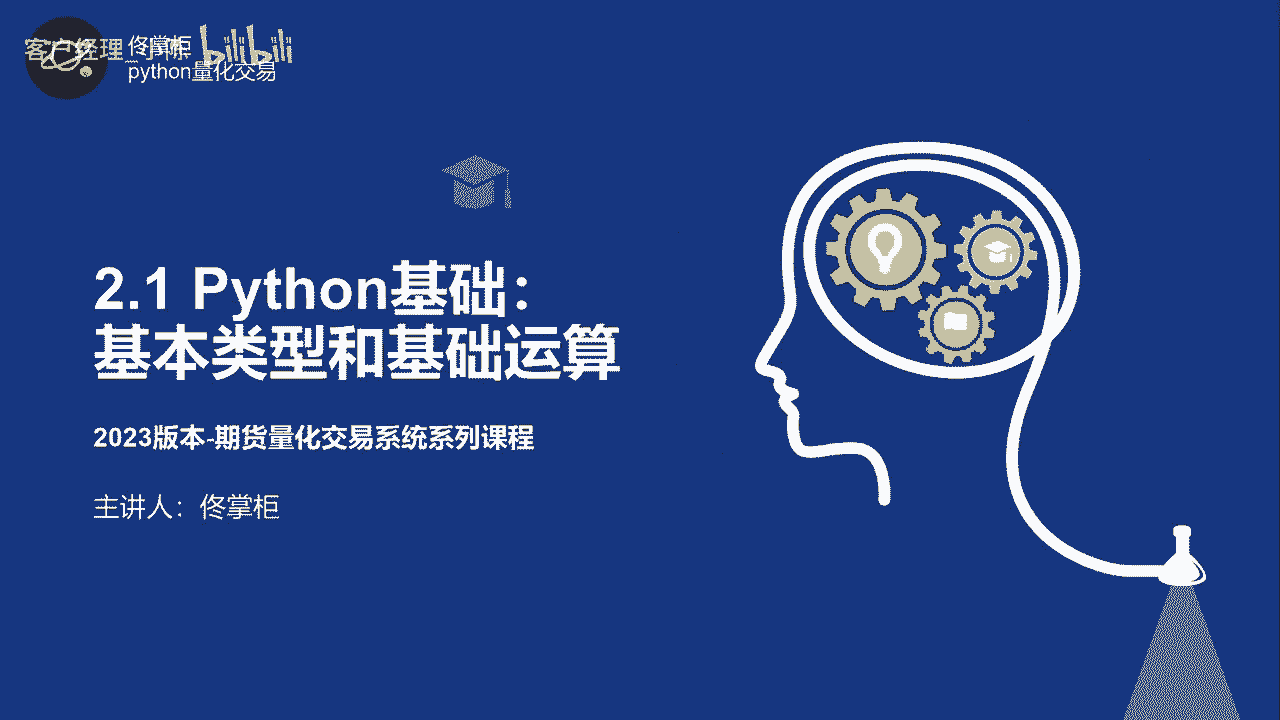 客户经理
佟掌柜
bilibili
python量化交易
2.1 Python基础：
基本类型和基础运算
2023版本-期货量化交易系统系列课程
主讲人：佟掌柜